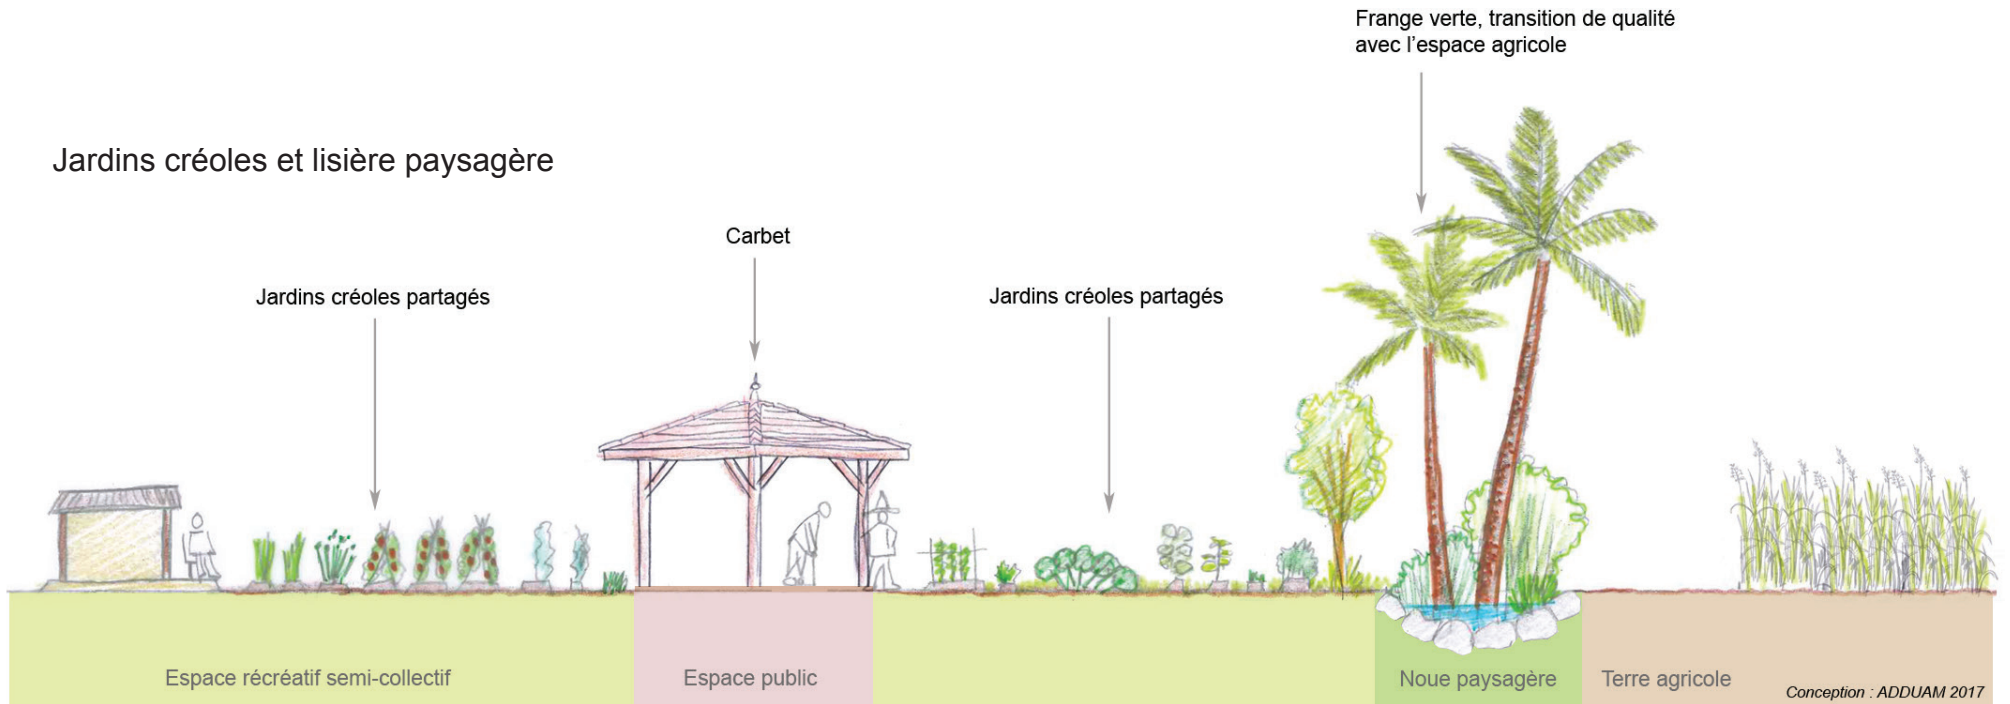 Frange verte, transition de qualité
avec l'espace agricole
Jardins créoles et lisière paysagère
Carbet
Jardins créoles partagés
Jardins créoles partagés
Espace récréatif semi-collectif
Espace public
Noue paysagère
Terre agricole
Conception : ADDUAM 2017